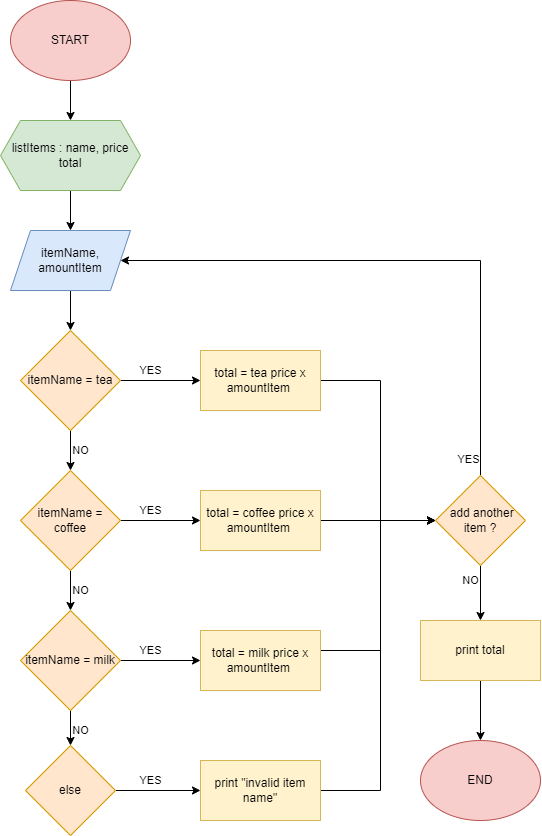 START
listItems : name, price
total
itemName,
amountItem
itemName = tea
YES
total = tea price x
amountItem
NO
itemName =
coffee
YES
total = coffee price x
amountItem
YES
add another
item ?
NO
itemName = milk
YES
total = milk price x
amountItem
NO
print total
NO
else
YES
print "invalid item
name"
END